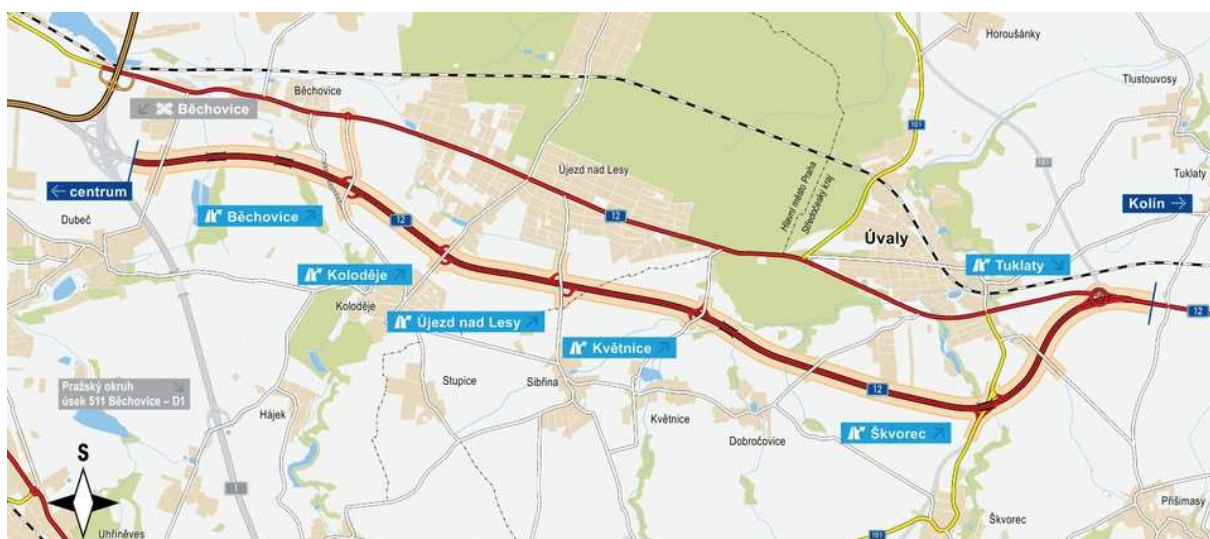 Horoušánky
Tlustouvosy
Běchovice
Běchovice
101
101
Újezd nad Lesy
Hlavní město Praha
Středočeský kraj
Tuklaty
← centrum
Kolín →
Dubeč
Běchovice
12
12
Úvaly
Tuklaty
Koloděje
Koloděje
Újezd nad Lesy
12
Květnice
Pražský okruh
úsek 511 Běchovice – D1
Stupice
Sibřina
12
Hájek
Květnice
Dobročovice
Škvorec
S
1
Přišimasy
Škvorec
Uhříněves
101